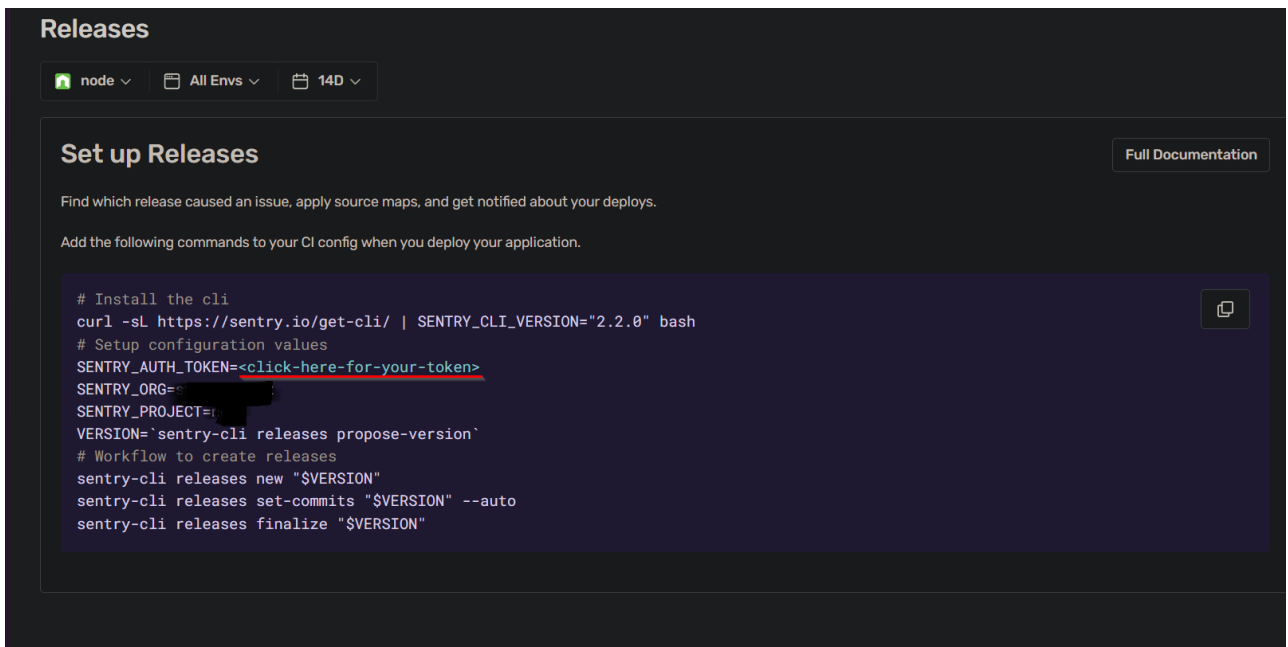 Releases
node All Envs 14D
Set up Releases
Full Documentation
Find which release caused an issue, apply source maps, and get notified about your deploys.
Add the following commands to your CI config when you deploy your application.
# Install the cli
curl -sL https://sentry.io/get-cli/ | SENTRY_CLI_VERSION="2.2.0" bash
# Setup configuration values
SENTRY_AUTH_TOKEN=<click-here-for-your-token>
SENTRY_ORG=
SENTRY_PROJECT=
VERSION=`sentry-cli releases propose-version`
# Workflow to create releases
sentry-cli releases new "$VERSION"
sentry-cli releases set-commits "$VERSION" --auto
sentry-cli releases finalize "$VERSION"